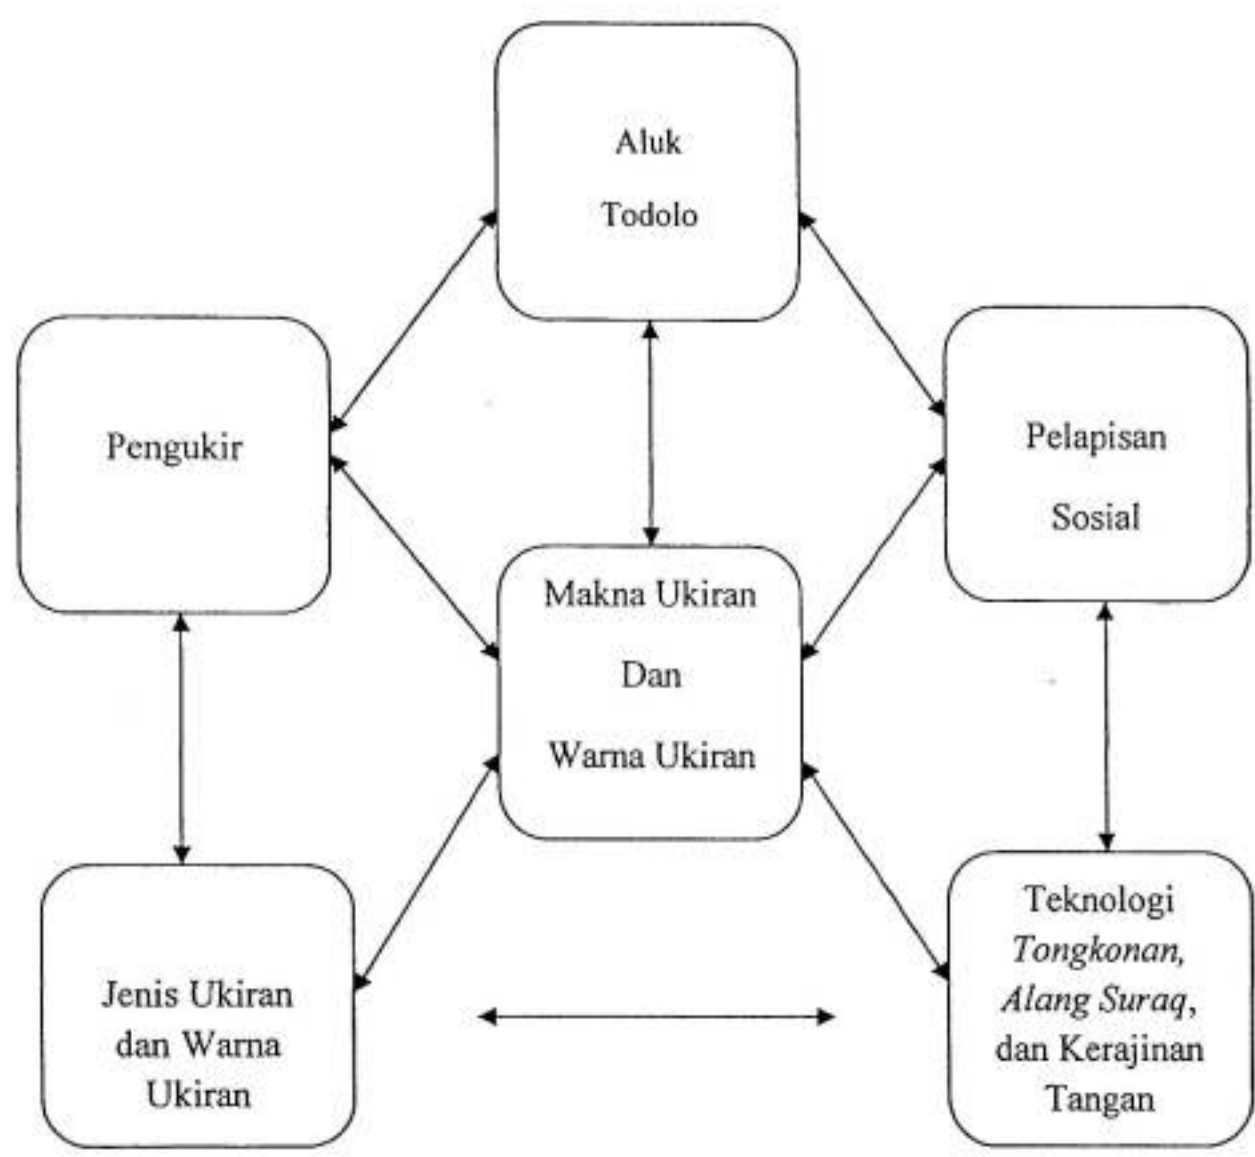 Aluk
Todolo
Pengukir
Pelapisan
Sosial
Makna Ukiran
Dan
Warna Ukiran
Jenis Ukiran
dan Warna
Ukiran
Teknologi
Tongkonan,
Alang Suraq,
dan Kerajinan
Tangan